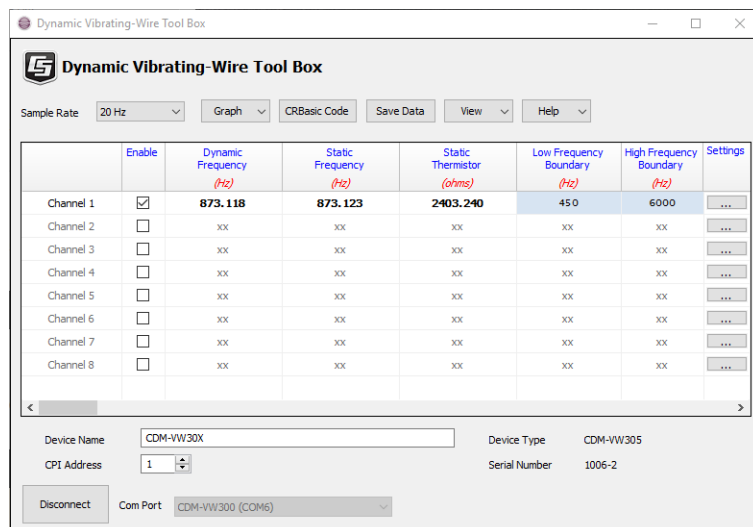 Dynamic Vibrating-Wire Tool Box
Dynamic Vibrating-Wire Tool Box
Sample Rate 20 Hz Graph CRBasic Code Save Data View Help
Enable Dynamic Frequency (Hz) Static Frequency (Hz) Static Thermistor (ohms) Low Frequency Boundary (Hz) High Frequency Boundary (Hz) Settings
Channel 1 873.118 873.123 2403.240 450 6000 ...
Channel 2 xx xx xx xx xx ...
Channel 3 xx xx xx xx xx ...
Channel 4 xx xx xx xx xx ...
Channel 5 xx xx xx xx xx ...
Channel 6 xx xx xx xx xx ...
Channel 7 xx xx xx xx xx ...
Channel 8 xx xx xx xx xx ...
Device Name CDM-VW30X Device Type CDM-VW305
CPI Address 1 Serial Number 1006-2
Disconnect Com Port CDM-VW300 (COM6)